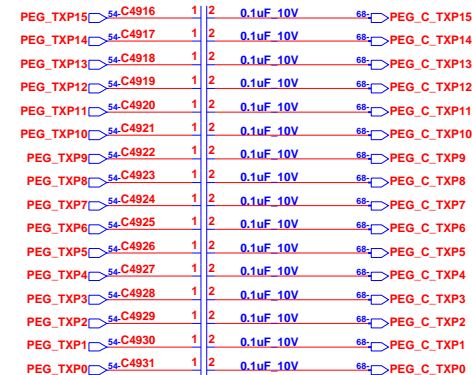 PEG_TXP15 54- C4916 1 2 0.1uF_10V 68- PEG_C_TXP15
PEG_TXP14 54- C4917 1 2 0.1uF_10V 68- PEG_C_TXP14
PEG_TXP13 54- C4918 1 2 0.1uF_10V 68- PEG_C_TXP13
PEG_TXP12 54- C4919 1 2 0.1uF_10V 68- PEG_C_TXP12
PEG_TXP11 54- C4920 1 2 0.1uF_10V 68- PEG_C_TXP11
PEG_TXP10 54- C4921 1 2 0.1uF_10V 68- PEG_C_TXP10
PEG_TXP9 54- C4922 1 2 0.1uF_10V 68- PEG_C_TXP9
PEG_TXP8 54- C4923 1 2 0.1uF_10V 68- PEG_C_TXP8
PEG_TXP7 54- C4924 1 2 0.1uF_10V 68- PEG_C_TXP7
PEG_TXP6 54- C4925 1 2 0.1uF_10V 68- PEG_C_TXP6
PEG_TXP5 54- C4926 1 2 0.1uF_10V 68- PEG_C_TXP5
PEG_TXP4 54- C4927 1 2 0.1uF_10V 68- PEG_C_TXP4
PEG_TXP3 54- C4928 1 2 0.1uF_10V 68- PEG_C_TXP3
PEG_TXP2 54- C4929 1 2 0.1uF_10V 68- PEG_C_TXP2
PEG_TXP1 54- C4930 1 2 0.1uF_10V 68- PEG_C_TXP1
PEG_TXP0 54- C4931 1 2 0.1uF_10V 68- PEG_C_TXP0